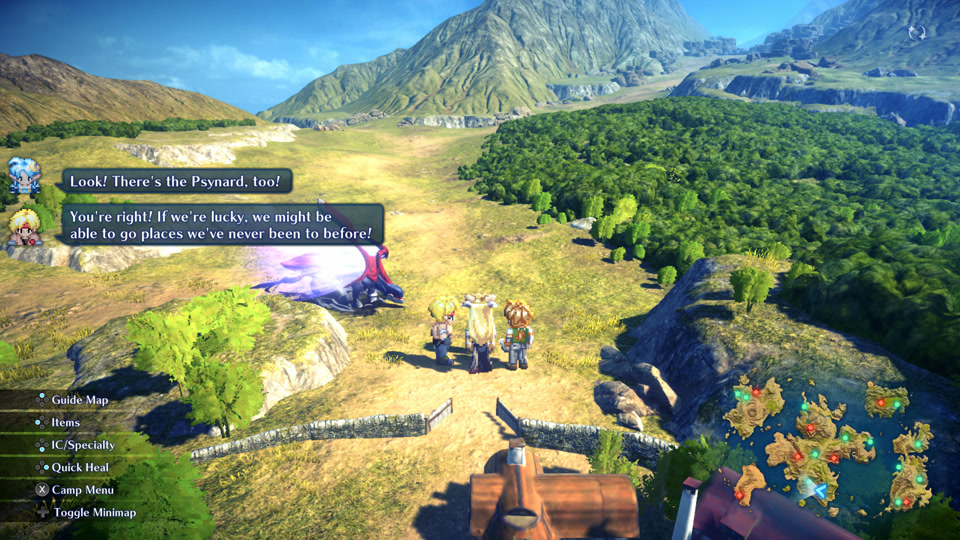 Look! There's the Psynard, too!
You're right! If we're lucky, we might be
able to go places we've never been to before!
Guide Map
Items
IC/Specialty
Quick Heal
X Camp Menu
Toggle Minimap